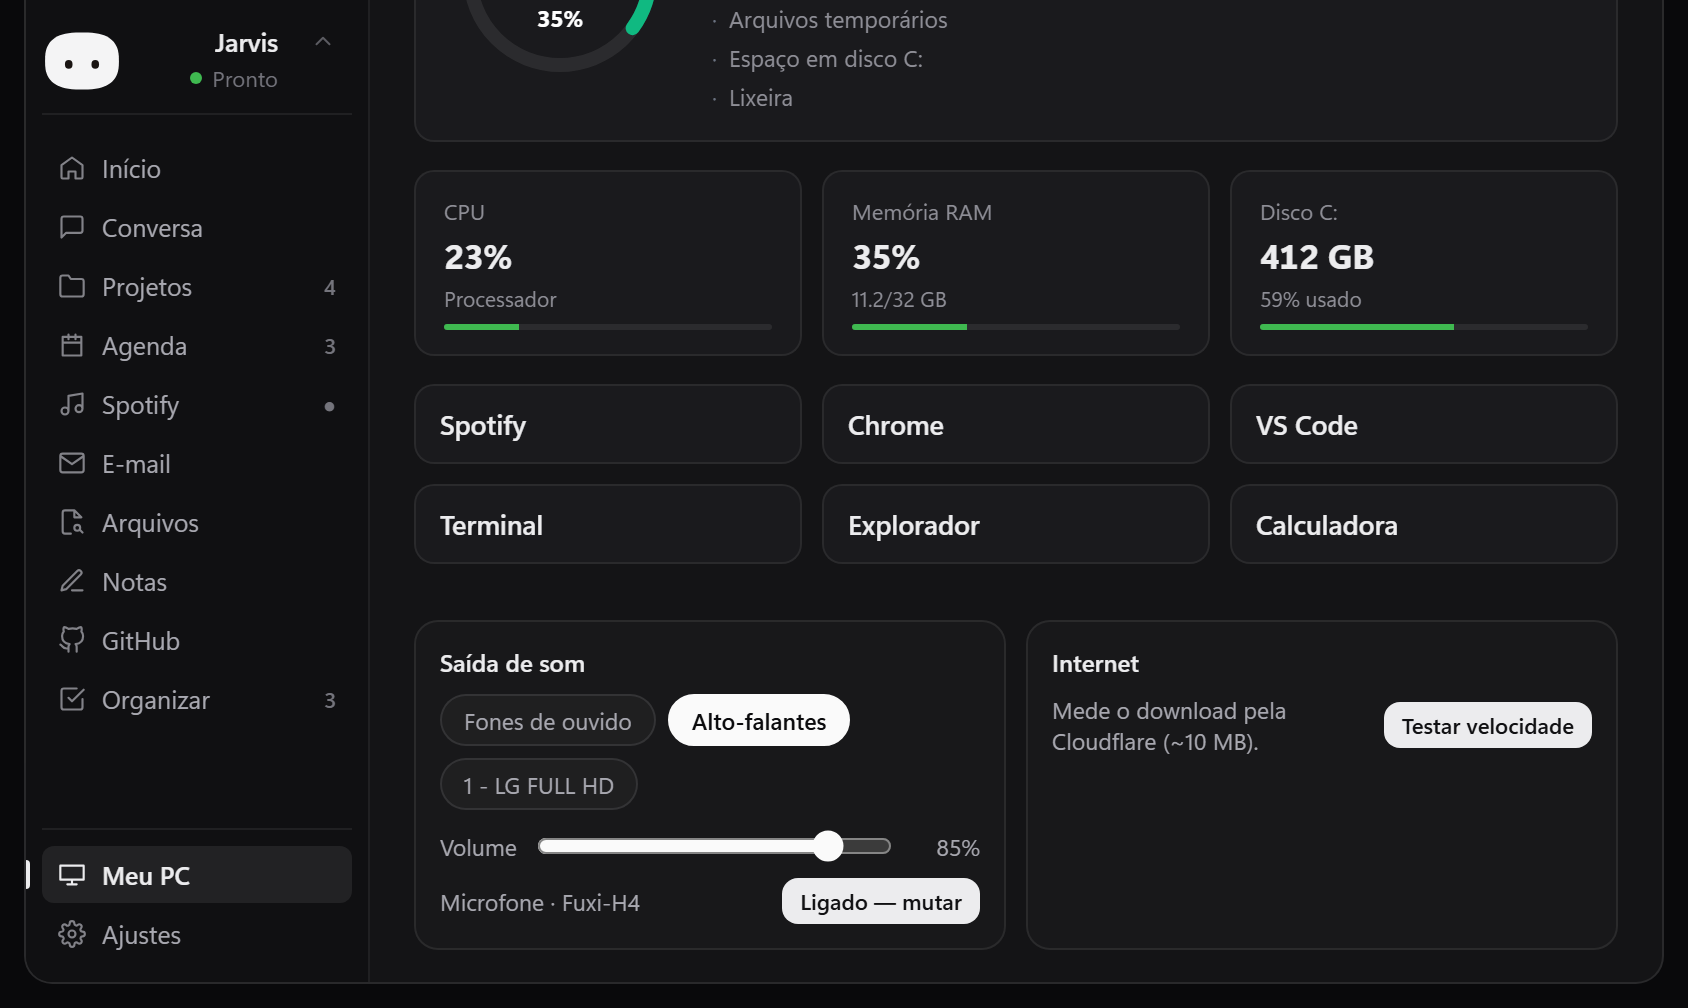 Jarvis
Pronto
Início
Conversa
Projetos 4
Agenda 3
Spotify
E-mail
Arquivos
Notas
GitHub
Organizar 3
Meu PC
Ajustes
35%
· Arquivos temporários
· Espaço em disco C:
· Lixeira
CPU
23%
Processador
Memória RAM
35%
11.2/32 GB
Disco C:
412 GB
59% usado
Spotify
Chrome
VS Code
Terminal
Explorador
Calculadora
Saída de som
Fones de ouvido
Alto-falantes
1 - LG FULL HD
Volume 85%
Microfone · Fuxi-H4
Ligado — mutar
Internet
Mede o download pela
Cloudflare (~10 MB).
Testar velocidade